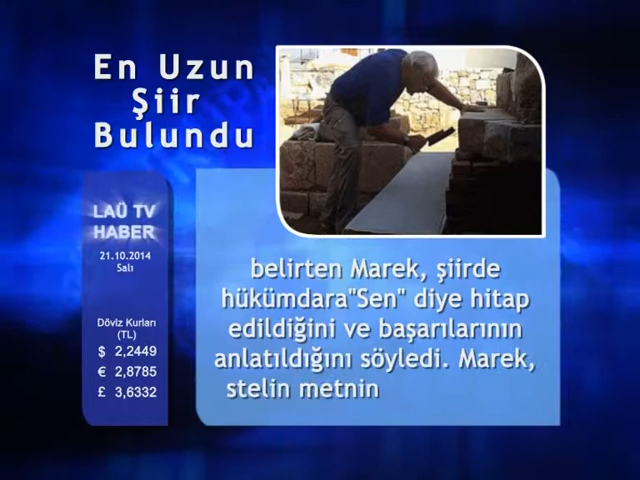 En Uzun
Şiir
Bulundu
LAÜ TV
HABER
21.10.2014
Salı
Döviz Kurları
(TL)
$ 2,2449
€ 2,8785
£ 3,6332
belirten Marek, şiirde
hükümdara"Sen" diye hitap
edildiğini ve başarılarının
anlatıldığını söyledi. Marek,
stelin metnin